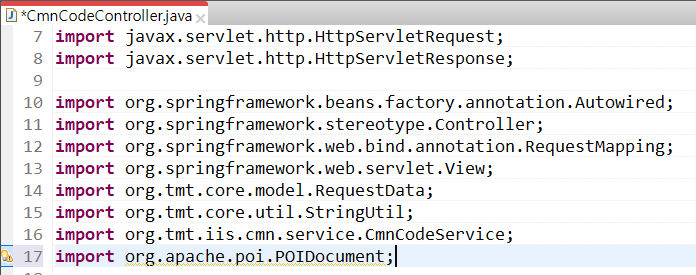 *CmnCodeController.java
7 import javax.servlet.http.HttpServletRequest;
8 import javax.servlet.http.HttpServletResponse;
9
10 import org.springframework.beans.factory.annotation.Autowired;
11 import org.springframework.stereotype.Controller;
12 import org.springframework.web.bind.annotation.RequestMapping;
13 import org.springframework.web.servlet.View;
14 import org.tmt.core.model.RequestData;
15 import org.tmt.core.util.StringUtil;
16 import org.tmt.iis.cmn.service.CmnCodeService;
17 import org.apache.poi.POIDocument;